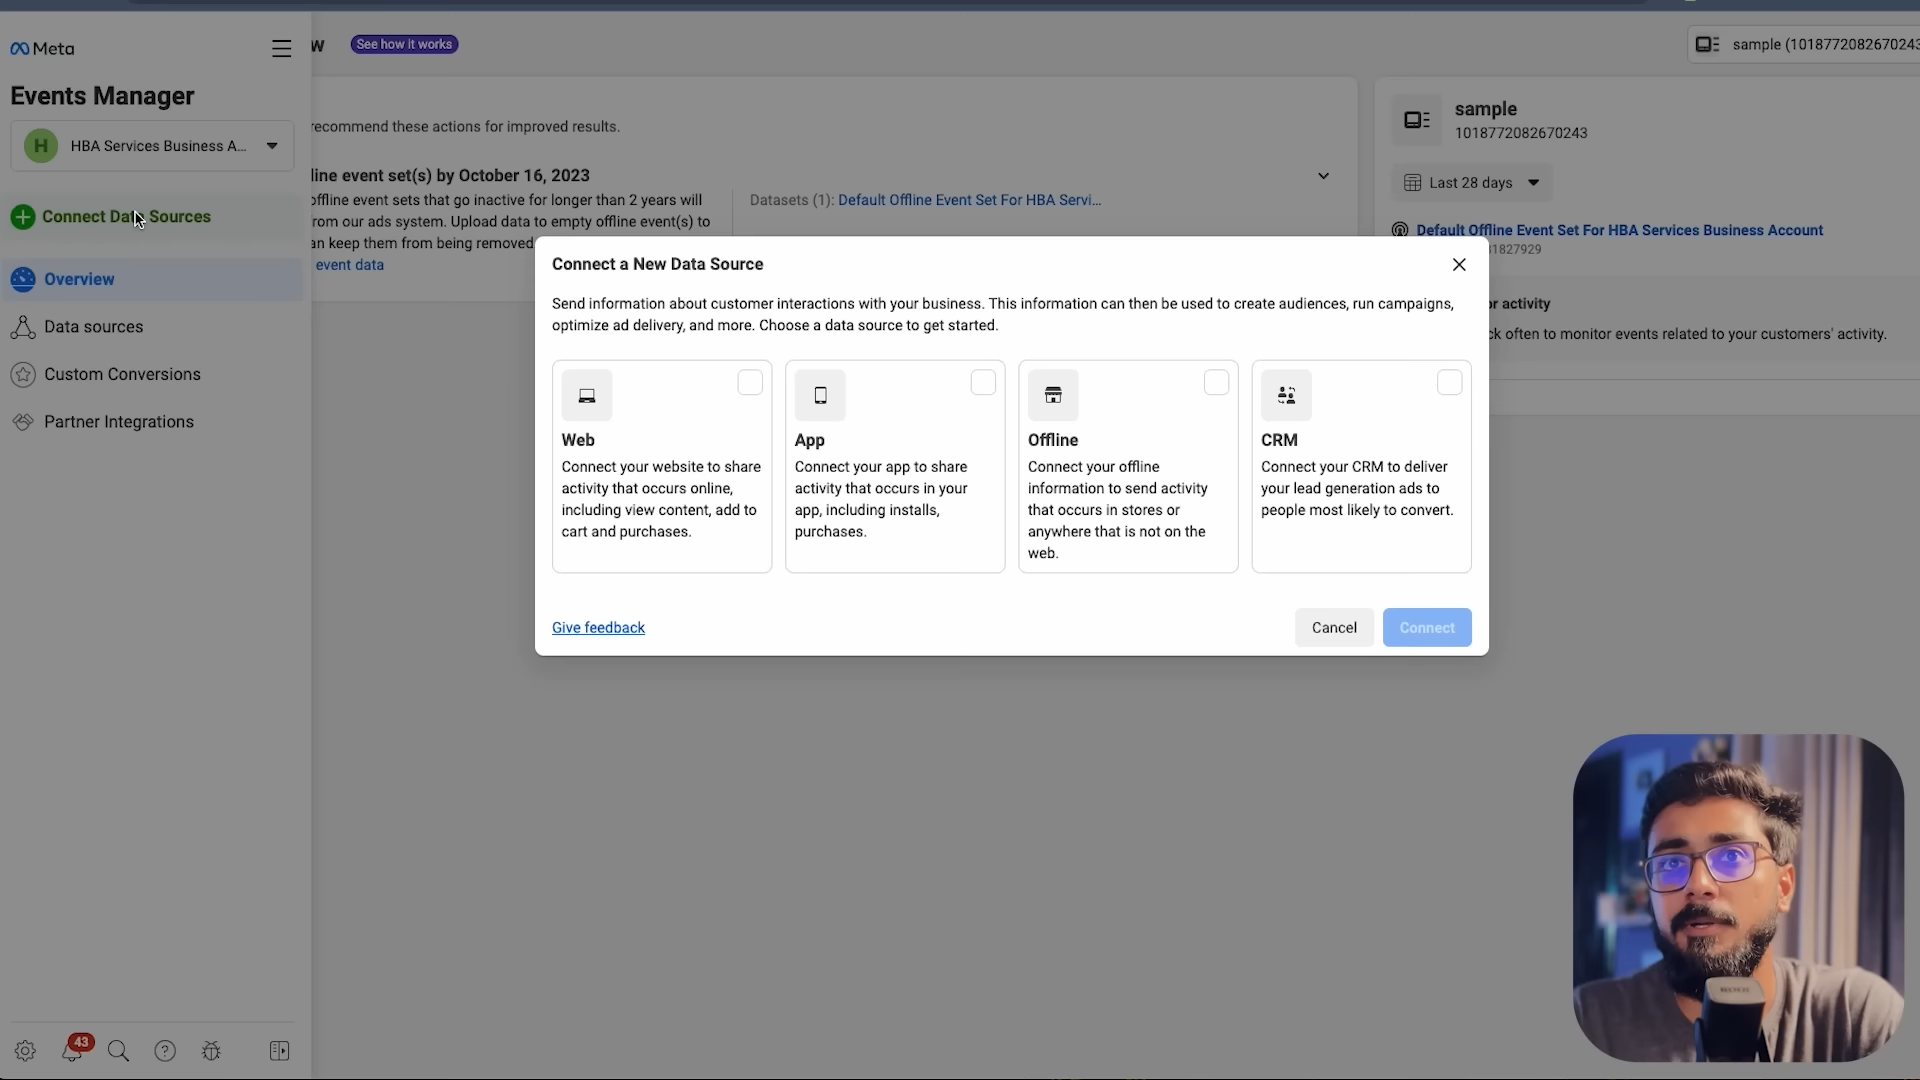 Meta
w
See how it works
sample (1018772082670243
Events Manager
H
HBA Services Business A...
Connect Data Sources
Overview
Data sources
Custom Conversions
Partner Integrations
43
recommend these actions for improved results.
line event set(s) by October 16, 2023
offline event sets that go inactive for longer than 2 years will
rom our ads system. Upload data to empty offline event(s) to
an keep them from being removed
event data
Datasets (1): Default Offline Event Set For HBA Servi...
sample
1018772082670243
Last 28 days
Default Offline Event Set For HBA Services Business Account
1827929
r activity
ck often to monitor events related to your customers' activity.
Connect a New Data Source
Send information about customer interactions with your business. This information can then be used to create audiences, run campaigns,
optimize ad delivery, and more. Choose a data source to get started.
Web
Connect your website to share
activity that occurs online,
including view content, add to
cart and purchases.
App
Connect your app to share
activity that occurs in your
app, including installs,
purchases.
Offline
Connect your offline
information to send activity
that occurs in stores or
anywhere that is not on the
web.
CRM
Connect your CRM to deliver
your lead generation ads to
people most likely to convert.
Give feedback
Cancel
Connect